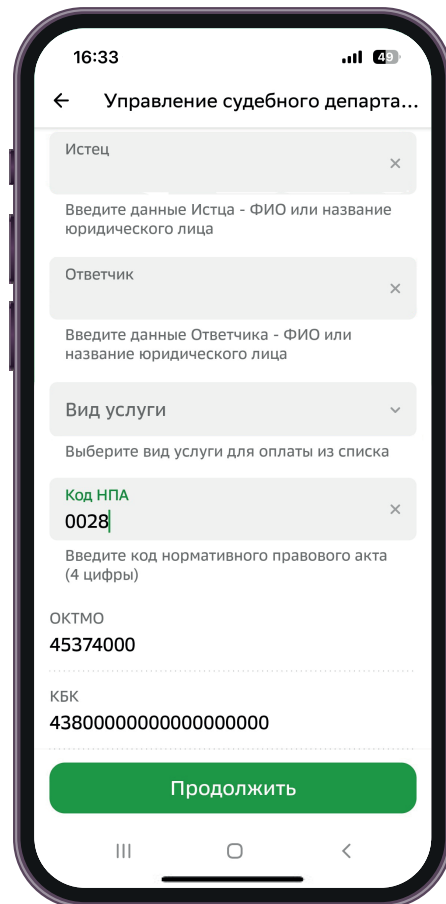 16:33
49
Управление судебного департа...
Истец
Введите данные Истца - ФИО или название
юридического лица
Ответчик
Введите данные Ответчика - ФИО или
название юридического лица
Вид услуги
Выберите вид услуги для оплаты из списка
Код НПА
0028
Введите код нормативного правового акта
(4 цифры)
ОКТМО
45374000
КБК
43800000000000000000
Продолжить